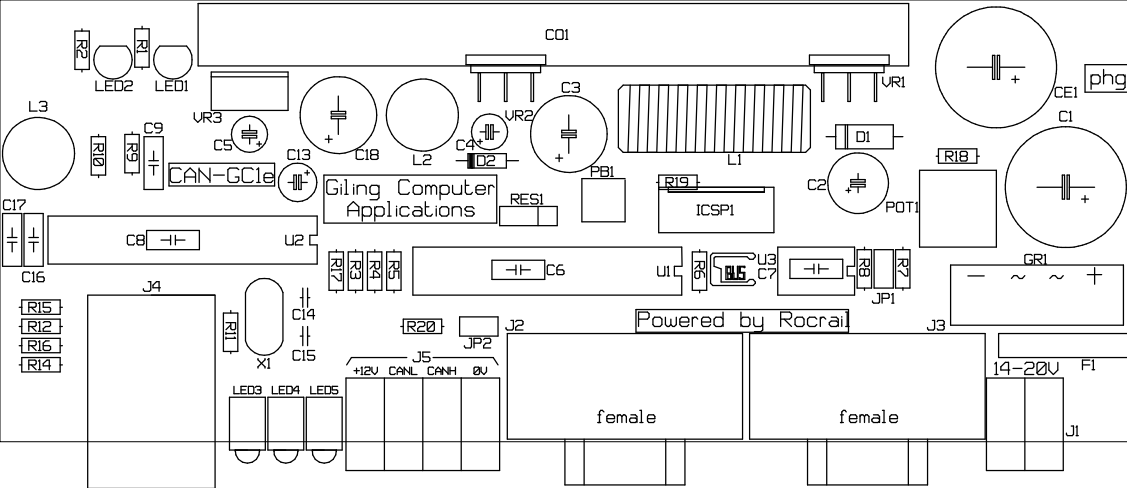 CO1
R2
R1
LED2
LED1
VR3
C5
C18
L2
VR2
C4
D2
C3
L1
VR1
D1
CE1
phg
C1
L3
R10
R9
C9
CAN-GC1e
C13
Giling Computer
Applications
RES1
PB1
R19
ICSP1
C2
POT1
R18
C17
C16
C8
U2
R17
R3
R4
R5
C6
U1
R6
BUS
U3
C7
R8
JP1
R7
GR1
— ~ ~ +
R15
R12
R16
R14
J4
R11
X1
C14
C15
R20
JP2
J2
Powered by Rocrail
J3
F1
J5
+12V CANL CANH 0V
LED3 LED4 LED5
female
female
14-20V
J1